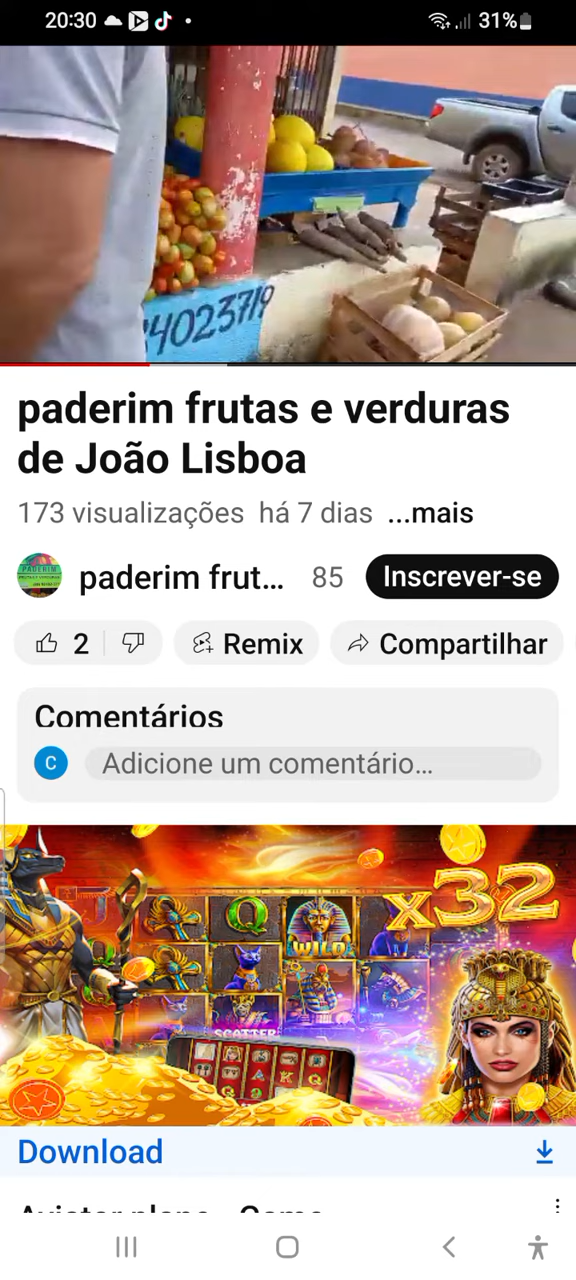 20:30
31%
4023719
paderim frutas e verduras
de João Lisboa
173 visualizações há 7 dias ...mais
paderim frut... 85 Inscrever-se
2 Remix Compartilhar
Comentários
C Adicione um comentário...
x32
Q
WILD
SCATTER
K
Q
Download